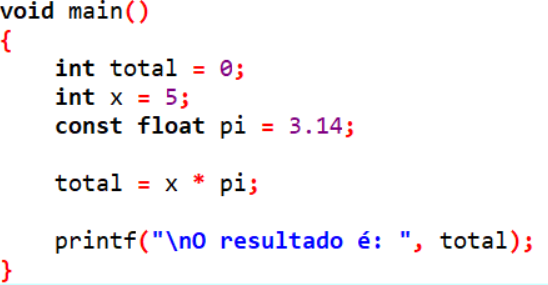 void main()
{
int total = 0;
int x = 5;
const float pi = 3.14;
total = x * pi;
printf("\nO resultado é: ", total);
}